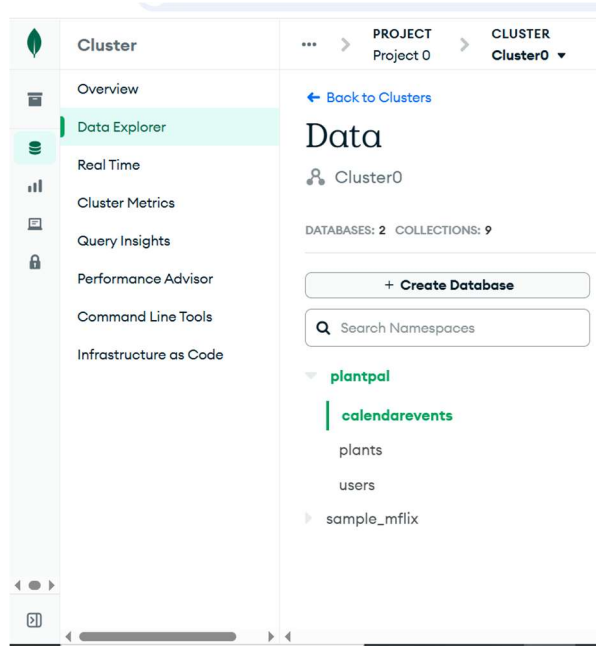 Cluster
Overview
Data Explorer
Real Time
Cluster Metrics
Query Insights
Performance Advisor
Command Line Tools
Infrastructure as Code
PROJECT
Project 0
CLUSTER
Cluster0
Back to Clusters
Data
Cluster0
DATABASES: 2 COLLECTIONS: 9
+ Create Database
Search Namespaces
plantpal
calendarevents
plants
users
sample_mflix